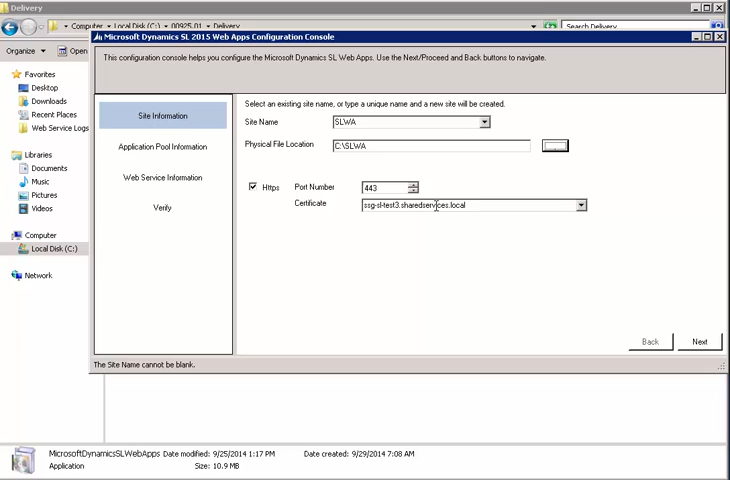 Delivery
Computer ▸ Local Disk (C:) ▸ 00925.01 ▸ Delivery
Search Delivery
Organize
Open
Microsoft Dynamics SL 2015 Web Apps Configuration Console
This configuration console helps you configure the Microsoft Dynamics SL Web Apps. Use the Next/Proceed and Back buttons to navigate.
Favorites
Desktop
Downloads
Recent Places
Web Service Logs
Libraries
Documents
Music
Pictures
Videos
Computer
Local Disk (C:)
Network
Site Information
Application Pool Information
Web Service Information
Verify
Select an existing site name, or type a unique name and a new site will be created.
Site Name
SLWA
Physical File Location
C:\SLWA
Https
Port Number
443
Certificate
ssg-sl-test3.sharedservices.local
Back
Next
The Site Name cannot be blank.
MicrosoftDynamicsSLWebApps Date modified: 9/25/2014 1:17 PM Date created: 9/29/2014 7:08 AM
Application Size: 10.9 MB